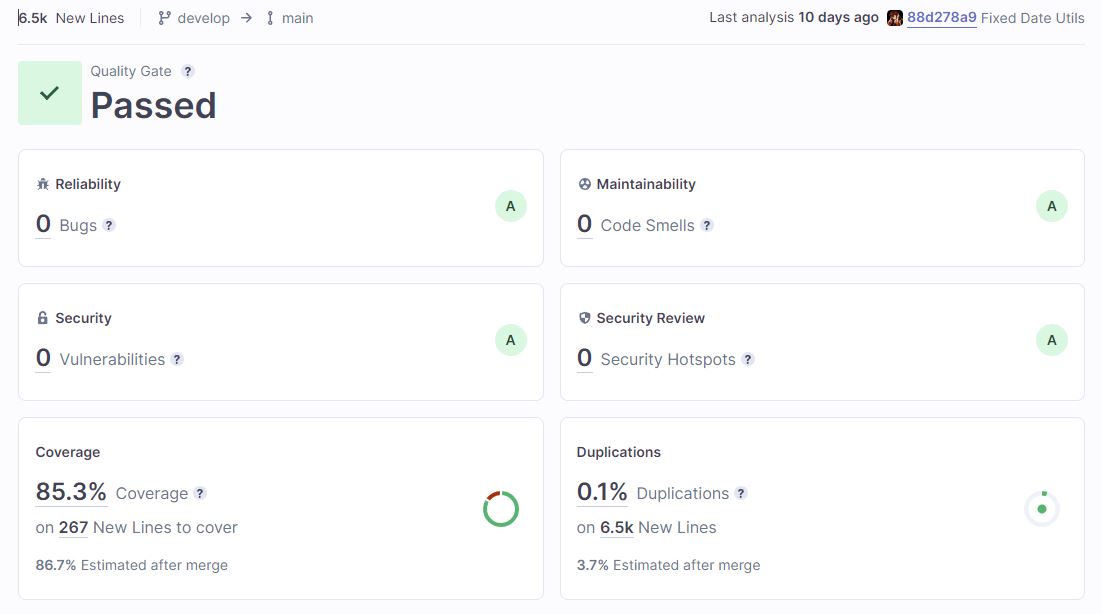 6.5k New Lines develop → main Last analysis 10 days ago 88d278a9 Fixed Date Utils
Quality Gate ?
Passed
Reliability
0 Bugs ?
A
Maintainability
0 Code Smells ?
A
Security
0 Vulnerabilities ?
A
Security Review
0 Security Hotspots ?
A
Coverage
85.3% Coverage ?
on 267 New Lines to cover
86.7% Estimated after merge
Duplications
0.1% Duplications ?
on 6.5k New Lines
3.7% Estimated after merge